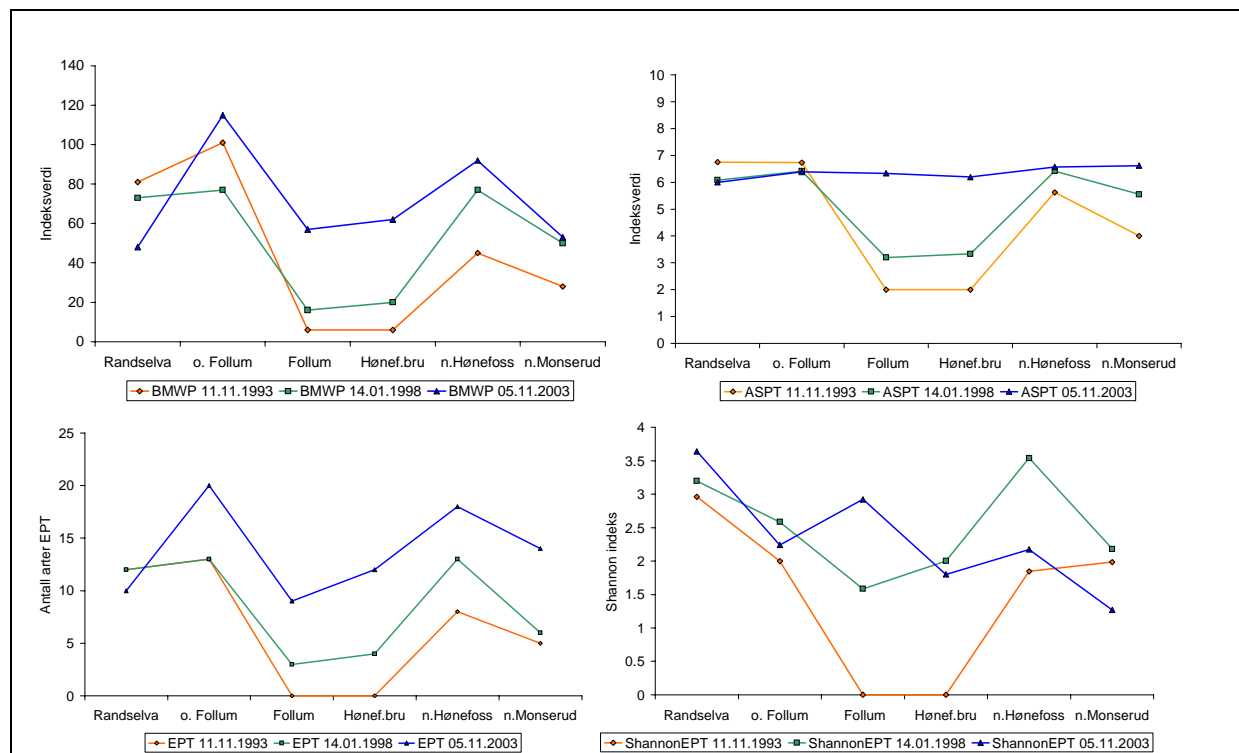 140
120
100
80
60
40
20
0
Indeksverdi
Randselva o. Follum Follum Hønef.bru n.Hønefoss n.Monserud
BMWP 11.11.1993 BMWP 14.01.1998 BMWP 05.11.2003
10
9
8
7
6
5
4
3
2
1
0
Indeksverdi
Randselva o. Follum Follum Hønef.bru n.Hønefoss n.Monserud
ASPT 11.11.1993 ASPT 14.01.1998 ASPT 05.11.2003
25
20
15
10
5
0
Antall arter EPT
Randselva o. Follum Follum Hønef.bru n.Hønefoss n.Monserud
EPT 11.11.1993 EPT 14.01.1998 EPT 05.11.2003
4
3.5
3
2.5
2
1.5
1
0.5
0
Shannon indeks
Randselva o. Follum Follum Hønef.bru n.Hønefoss n.Monserud
ShannonEPT 11.11.1993 ShannonEPT 14.01.1998 ShannonEPT 05.11.2003